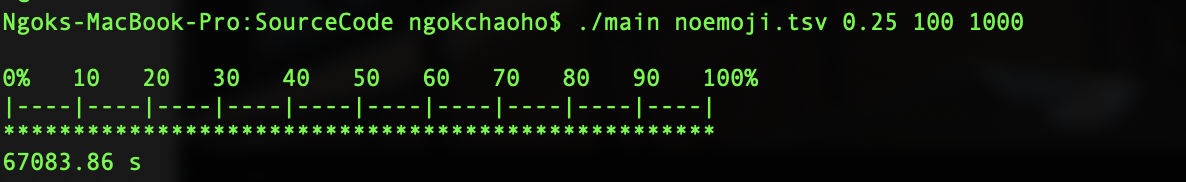 Ngoks-MacBook-Pro:SourceCode ngokchaoho$ ./main noemoji.tsv 0.25 100 1000
0%   10   20   30   40   50   60   70   80   90   100%
|----|----|----|----|----|----|----|----|----|----|
***************************************************
67083.86 s